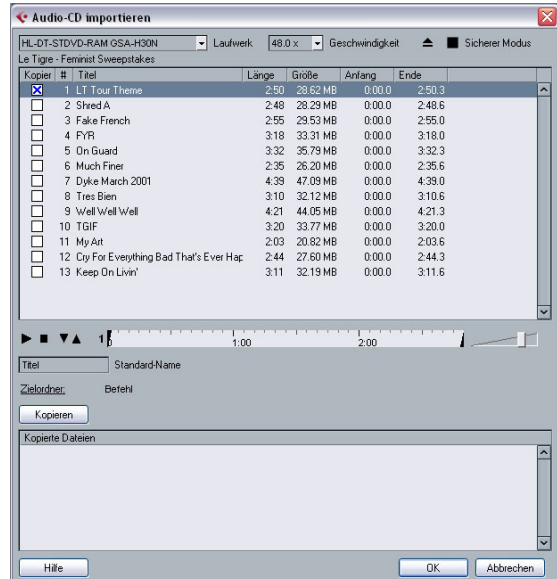 Audio-CD importieren
HL-DT-STDVD-RAM GSA-H30N Laufwerk 48.0 x Geschwindigkeit Sicherer Modus
Le Tigre - Feminist Sweepstakes
Kopier # Titel Länge Größe Anfang Ende
1 LT Tour Theme 2:50 28.62 MB 0:00.0 2:50.3
2 Shred A 2:48 28.29 MB 0:00.0 2:48.6
3 Fake French 2:55 29.53 MB 0:00.0 2:55.0
4 FYR 3:18 33.31 MB 0:00.0 3:18.0
5 On Guard 3:32 35.79 MB 0:00.0 3:32.3
6 Much Finer 2:35 26.20 MB 0:00.0 2:35.6
7 Dyke March 2001 4:39 47.09 MB 0:00.0 4:39.0
8 Tres Bien 3:10 32.12 MB 0:00.0 3:10.6
9 Well Well Well 4:21 44.05 MB 0:00.0 4:21.3
10 TGIF 3:20 33.77 MB 0:00.0 3:20.0
11 My Art 2:03 20.82 MB 0:00.0 2:03.6
12 Cry For Everything Bad That's Ever Hap 2:44 27.60 MB 0:00.0 2:44.3
13 Keep On Livin' 3:11 32.19 MB 0:00.0 3:11.6
1 0 1:00 2:00
Titel Standard-Name
Zielordner: Befehl
Kopieren
Kopierte Dateien
Hilfe OK Abbrechen